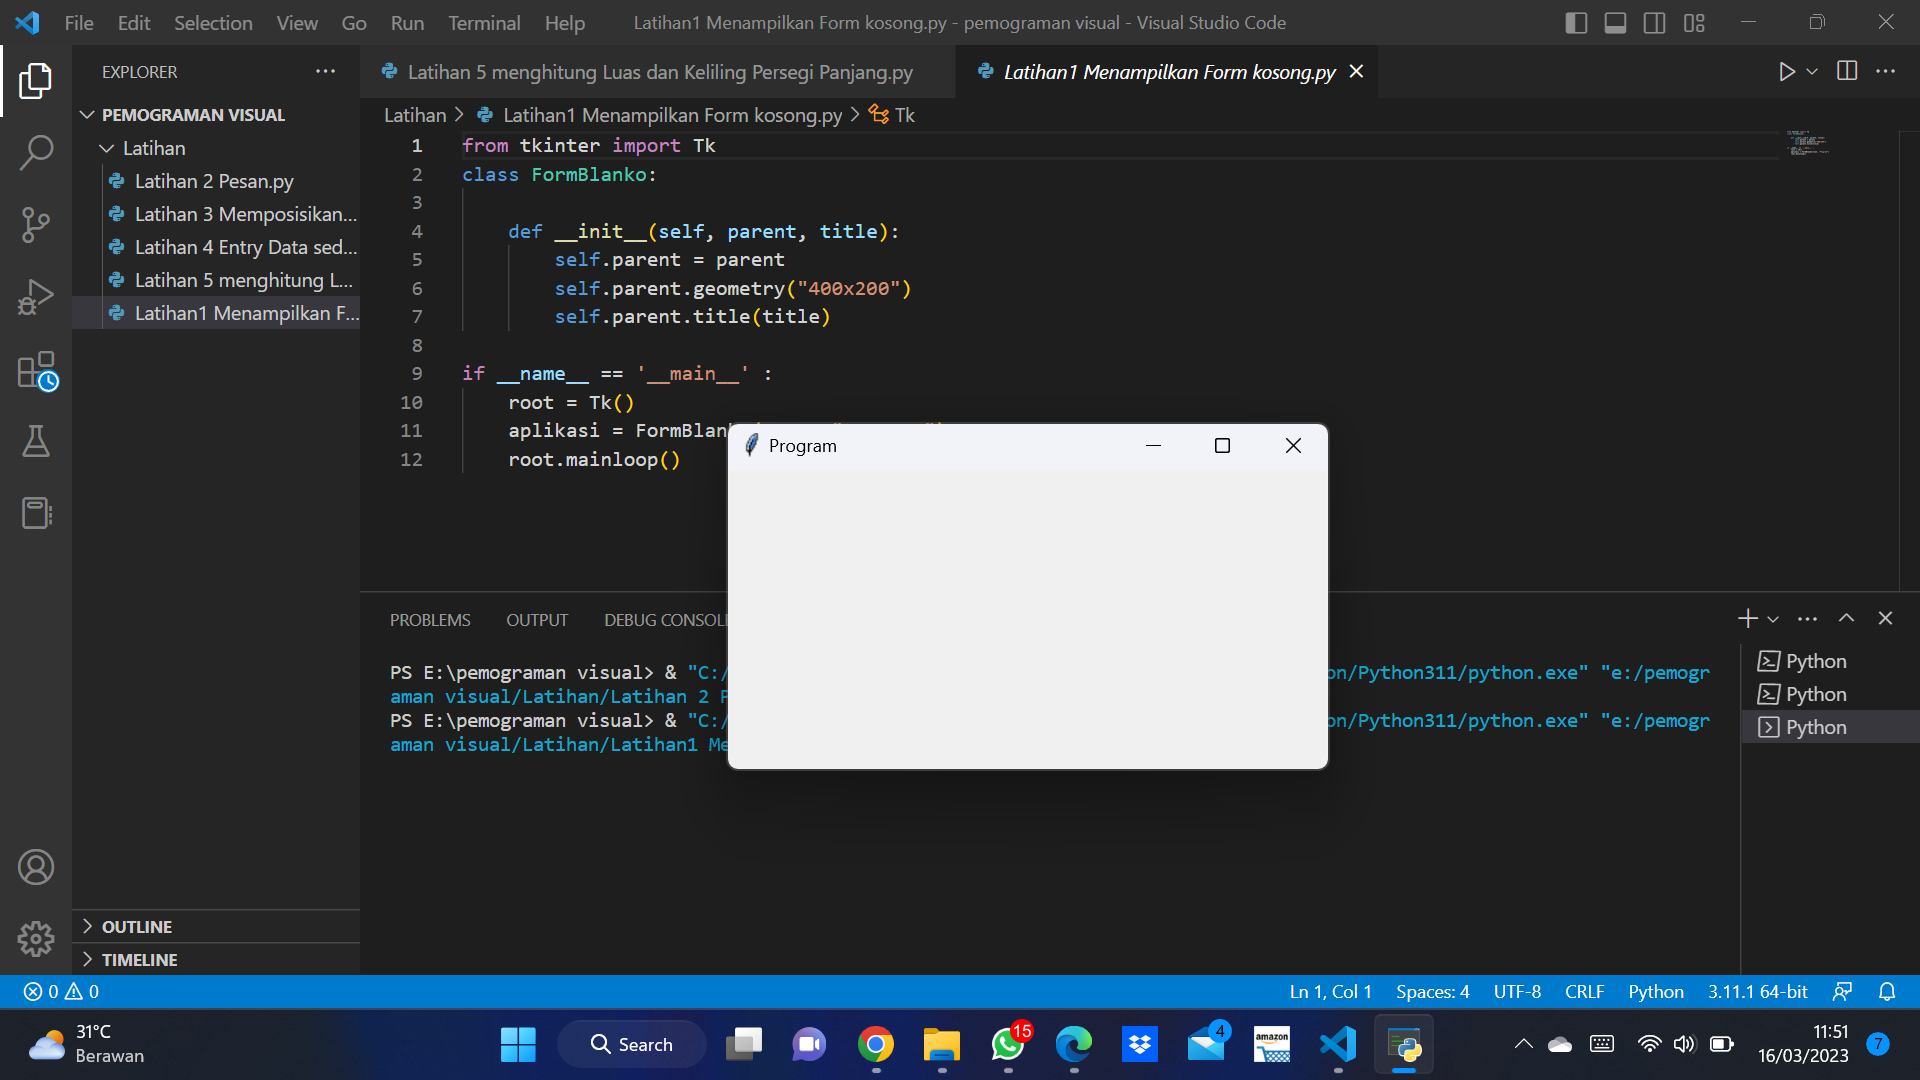 File Edit Selection View Go Run Terminal Help
Latihan1 Menampilkan Form kosong.py - pemograman visual - Visual Studio Code
EXPLORER
PEMOGRAMAN VISUAL
Latihan
Latihan 2 Pesan.py
Latihan 3 Memposisikan...
Latihan 4 Entry Data sed...
Latihan 5 menghitung L...
Latihan1 Menampilkan F...
OUTLINE
TIMELINE
Latihan 5 menghitung Luas dan Keliling Persegi Panjang.py
Latihan1 Menampilkan Form kosong.py
Latihan > Latihan1 Menampilkan Form kosong.py > Tk
1 from tkinter import Tk
2 class FormBlanko:
3
4 def __init__(self, parent, title):
5 self.parent = parent
6 self.parent.geometry("400x200")
7 self.parent.title(title)
8
9 if __name__ == '__main__' :
10 root = Tk()
11 aplikasi = FormBlan
12 root.mainloop()
Program
PROBLEMS OUTPUT DEBUG CONSOL
PS E:\pemograman visual> & "C:/ on/Python311/python.exe" "e:/pemogr
aman visual/Latihan/Latihan 2 P
PS E:\pemograman visual> & "C:/ on/Python311/python.exe" "e:/pemogr
aman visual/Latihan/Latihan1 Me
Python
Python
Python
0 0
Ln 1, Col 1 Spaces: 4 UTF-8 CRLF Python 3.11.1 64-bit
31°C
Berawan
Search
15
4
amazon
11:51
16/03/2023
7